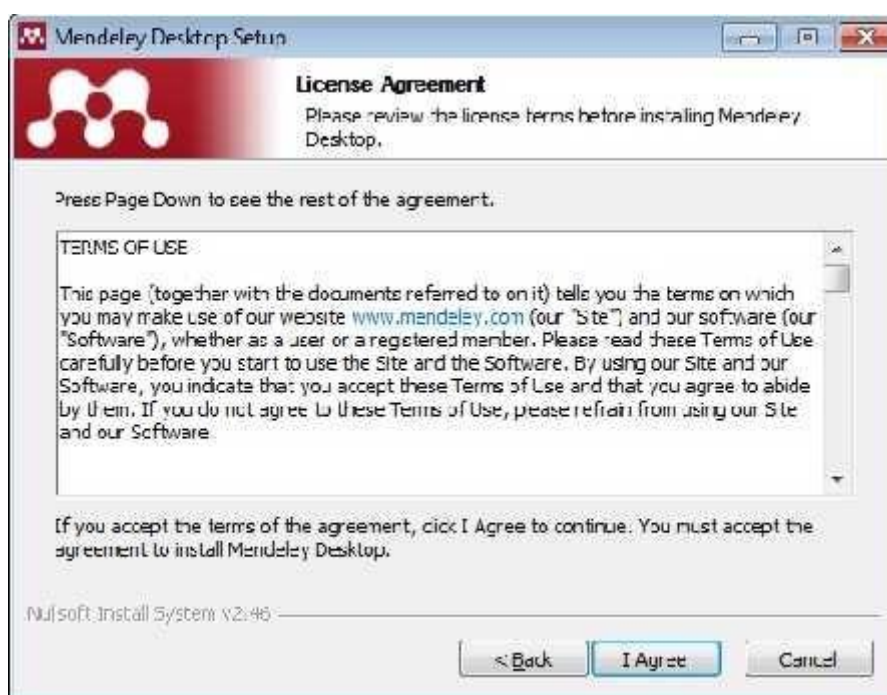 Mendeley Desktop Setup
License Agreement
Please review the license terms before installing Mendeley
Desktop.
Press Page Down to see the rest of the agreement.
TERMS OF USE
This page (together with the documents referred to on it) tells you the terms on which
you may make use of our website www.mendeley.com (our "Site") and our software (our
"Software"), whether as a user or a registered member. Please read these Terms of Use
carefully before you start to use the Site and the Software. By using our Site and our
Software, you indicate that you accept these Terms of Use and that you agree to abide
by them. If you do not agree to these Terms of Use, please refrain from using our Site
and our Software
If you accept the terms of the agreement, click I Agree to continue. You must accept the
agreement to install Mendeley Desktop.
Nullsoft Install System v2.46
< Back
I Agree
Cancel